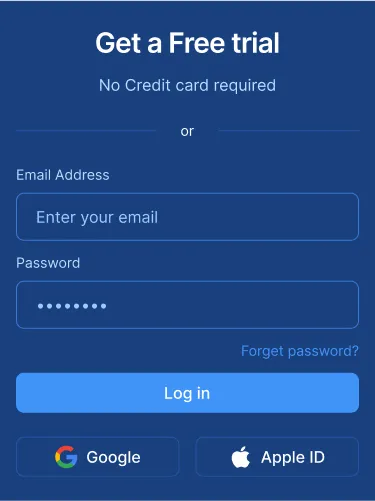 Get a Free trial
No Credit card required
or
Email Address
Enter your email
Password
••••••••
Forget password?
Log in
Google
Apple ID